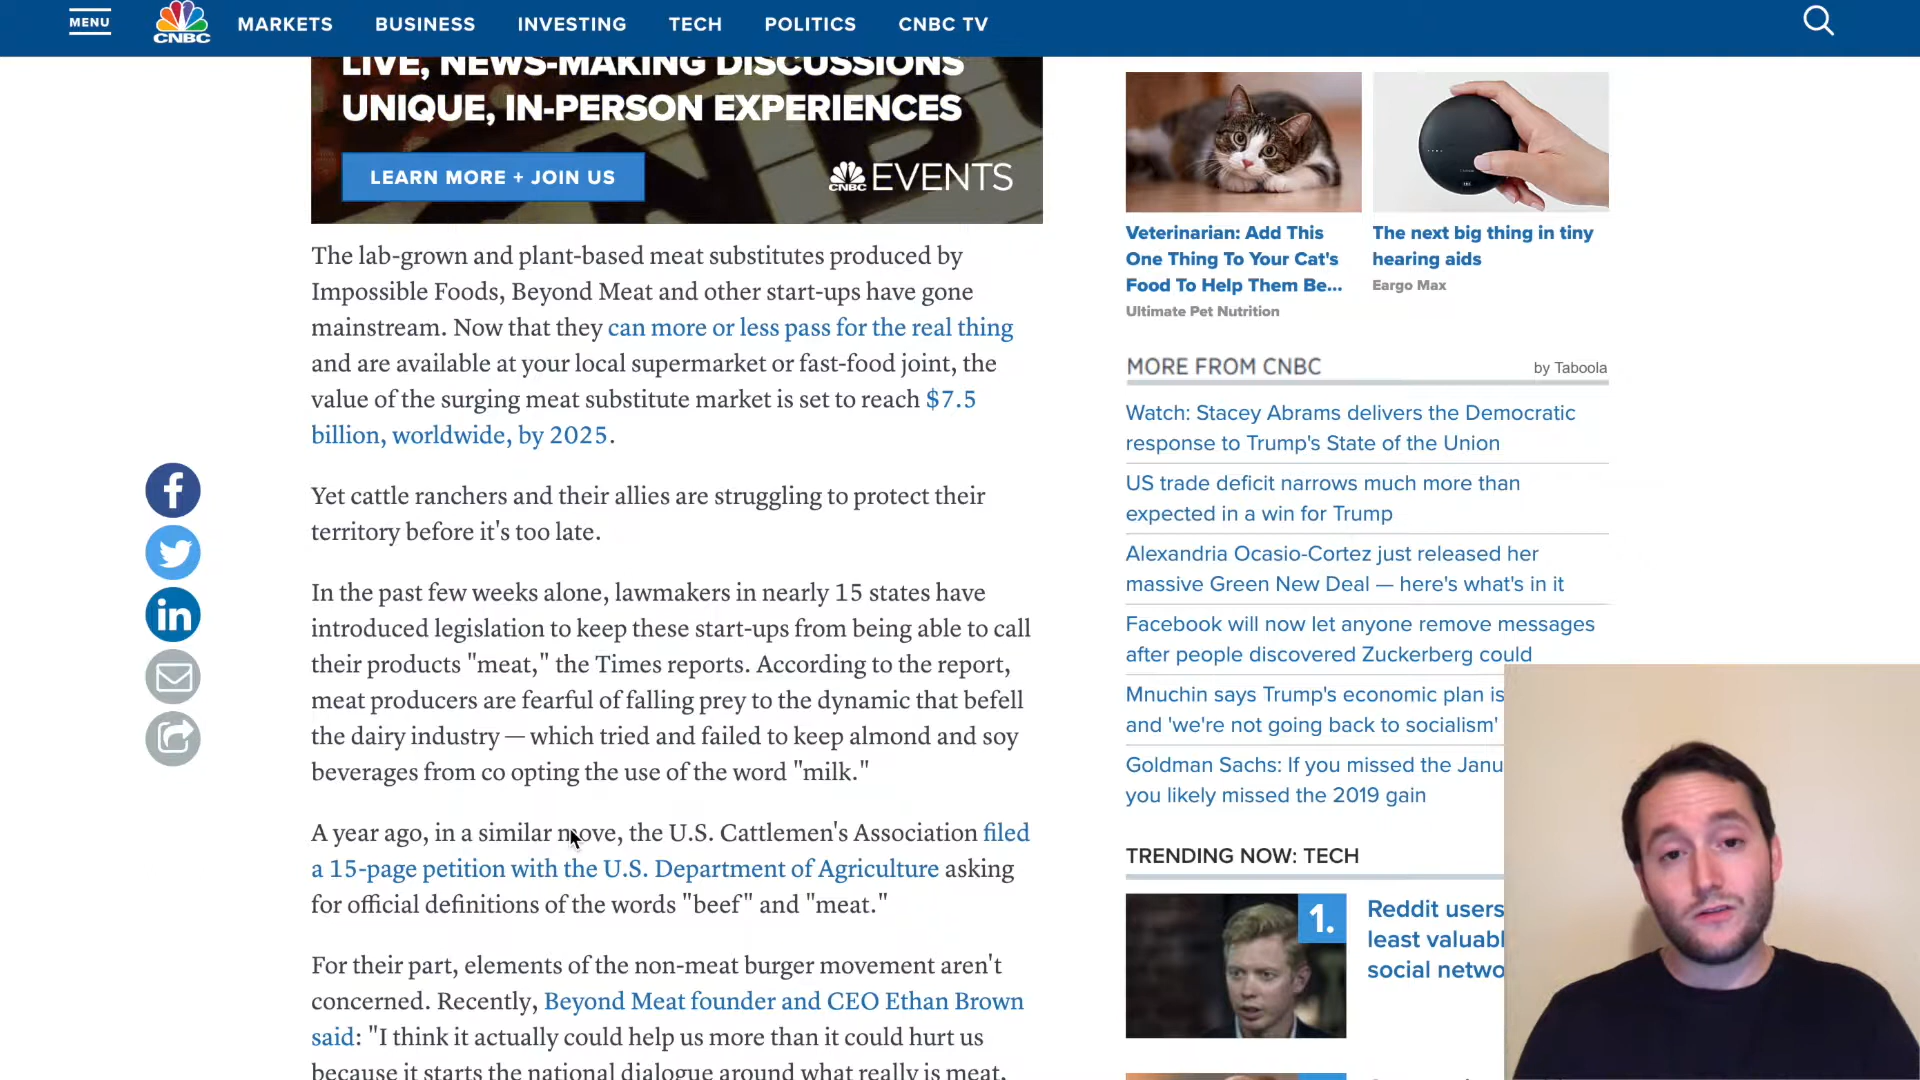 MENU
CNBC
MARKETS
BUSINESS
INVESTING
TECH
POLITICS
CNBC TV
LIVE, NEWS-MAKING DISCUSSIONS
UNIQUE, IN-PERSON EXPERIENCES
LEARN MORE + JOIN US
CNBC EVENTS
The lab-grown and plant-based meat substitutes produced by
Impossible Foods, Beyond Meat and other start-ups have gone
mainstream. Now that they can more or less pass for the real thing
and are available at your local supermarket or fast-food joint, the
value of the surging meat substitute market is set to reach $7.5
billion, worldwide, by 2025.
Yet cattle ranchers and their allies are struggling to protect their
territory before it's too late.
In the past few weeks alone, lawmakers in nearly 15 states have
introduced legislation to keep these start-ups from being able to call
their products "meat," the Times reports. According to the report,
meat producers are fearful of falling prey to the dynamic that befell
the dairy industry — which tried and failed to keep almond and soy
beverages from co opting the use of the word "milk."
A year ago, in a similar move, the U.S. Cattlemen's Association filed
a 15-page petition with the U.S. Department of Agriculture asking
for official definitions of the words "beef" and "meat."
For their part, elements of the non-meat burger movement aren't
concerned. Recently, Beyond Meat founder and CEO Ethan Brown
said: "I think it actually could help us more than it could hurt us
because it starts the national dialogue around what really is meat,
Veterinarian: Add This
One Thing To Your Cat's
Food To Help Them Be...
Ultimate Pet Nutrition
The next big thing in tiny
hearing aids
Eargo Max
MORE FROM CNBC
by Taboola
Watch: Stacey Abrams delivers the Democratic
response to Trump's State of the Union
US trade deficit narrows much more than
expected in a win for Trump
Alexandria Ocasio-Cortez just released her
massive Green New Deal — here's what's in it
Facebook will now let anyone remove messages
after people discovered Zuckerberg could
Mnuchin says Trump's economic plan is
and 'we're not going back to socialism'
Goldman Sachs: If you missed the Janu
you likely missed the 2019 gain
TRENDING NOW: TECH
1.
Reddit users
least valuabl
social netwo